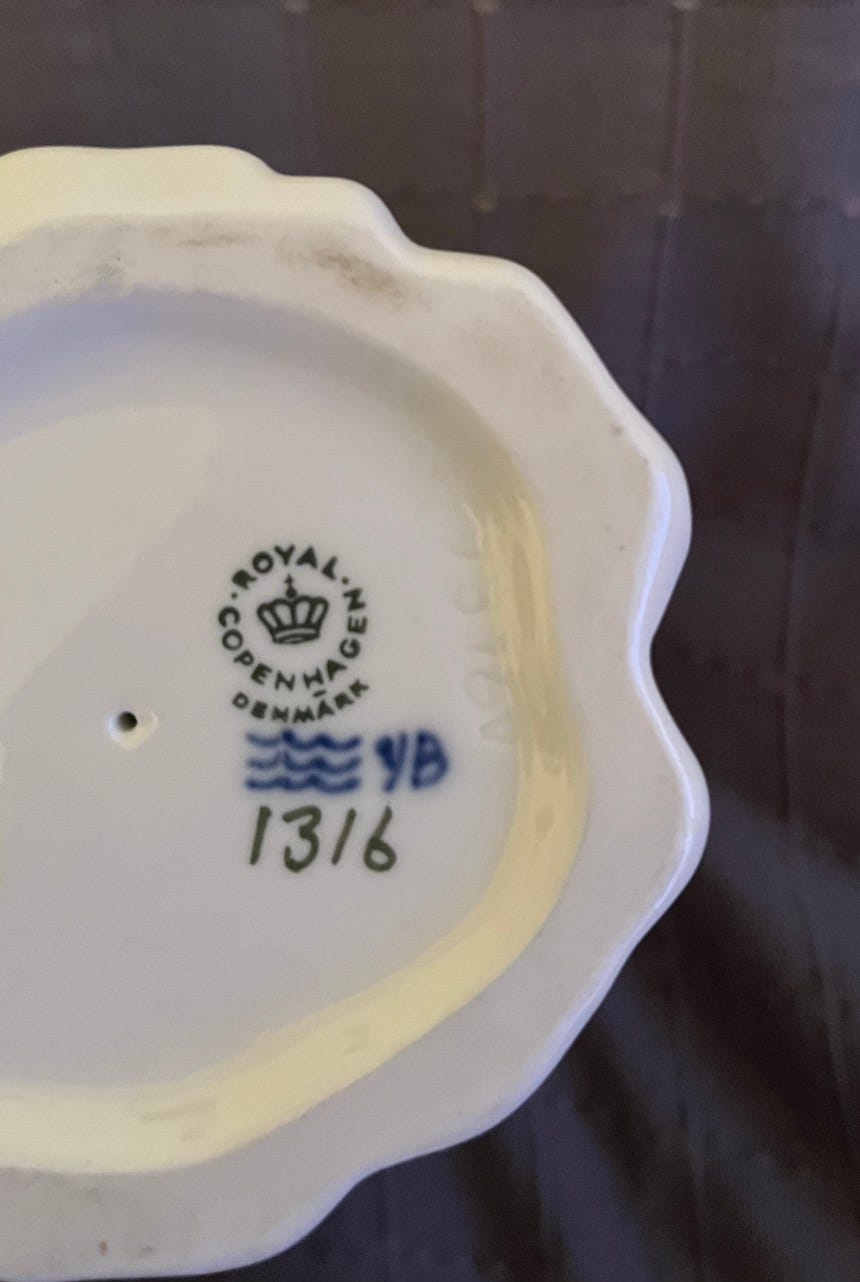 ·ROYAL·
COPENHAGEN
DENMARK
YB
1316